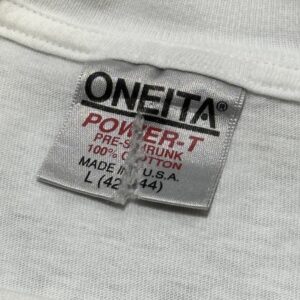 ONEITA®
POWER-T
PRE-SHRUNK
100% COTTON
MADE IN U.S.A.
L (42-44)